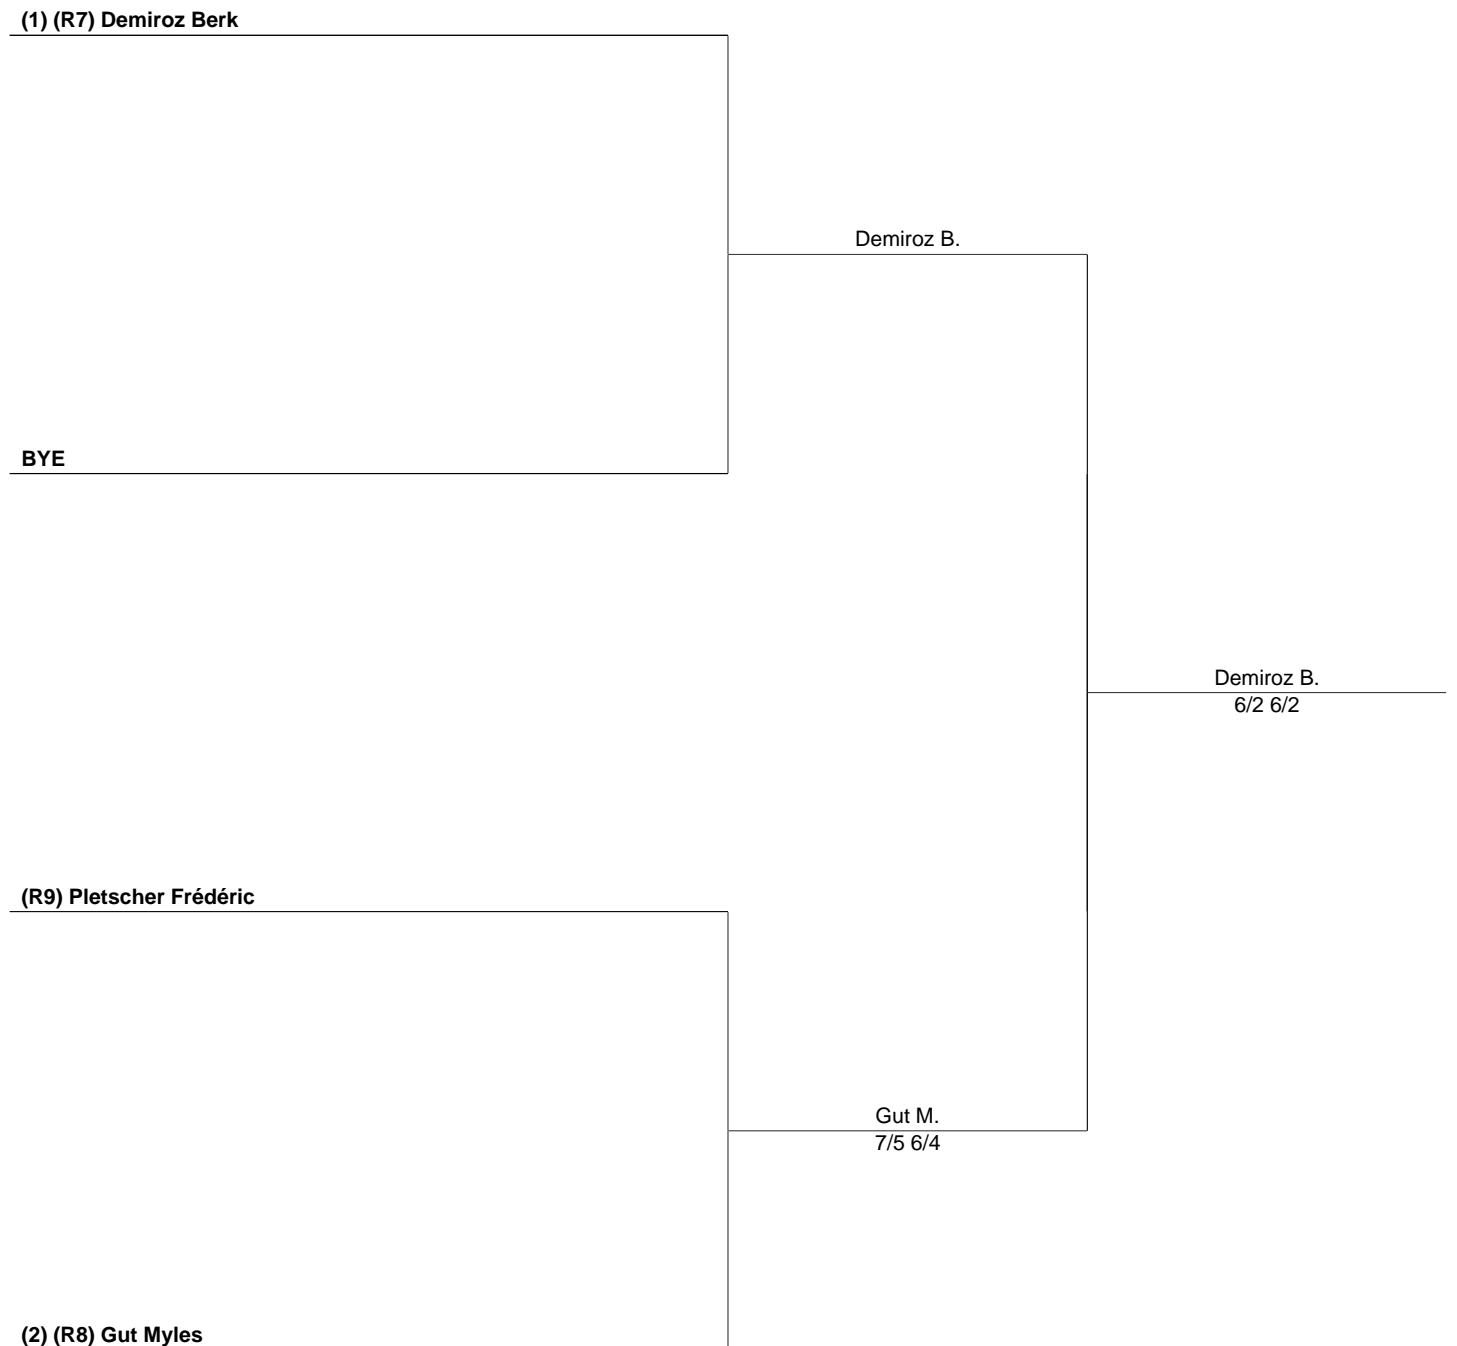 (1) (R7) Demiroz Berk
Demiroz B.
BYE
Demiroz B.
6/2 6/2
(R9) Pletscher Frédéric
Gut M.
7/5 6/4
(2) (R8) Gut Myles